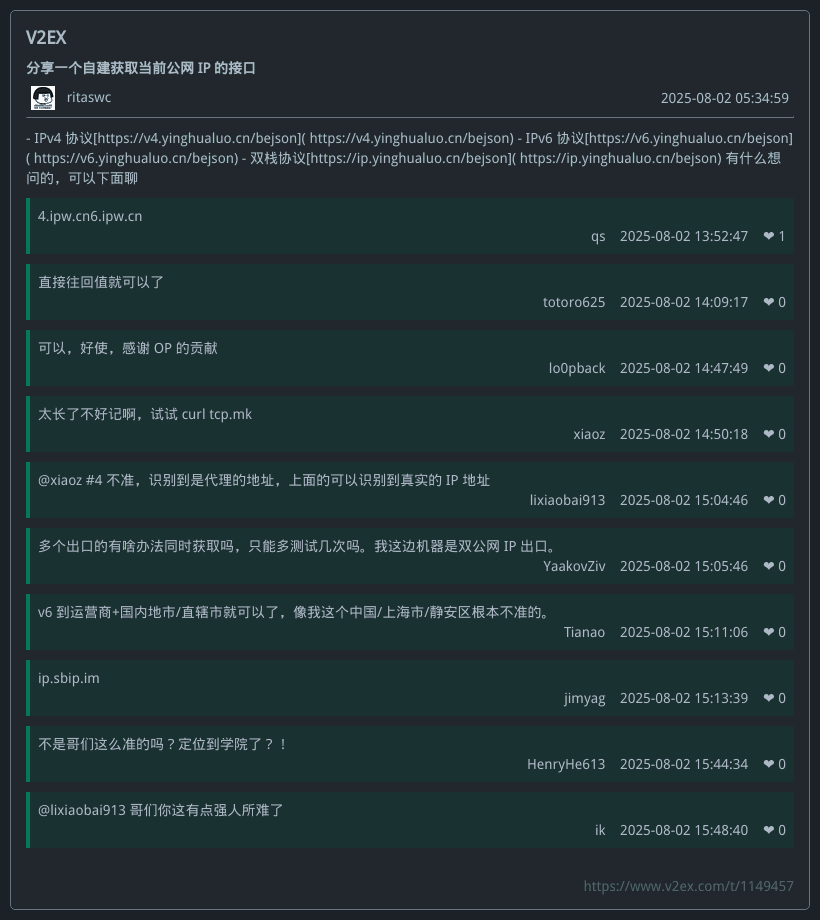 V2EX
分享一个自建获取当前公网 IP 的接口
ritaswc 2025-08-02 05:34:59
- IPv4 协议[https://v4.yinghualuo.cn/bejson]( https://v4.yinghualuo.cn/bejson) - IPv6 协议[https://v6.yinghualuo.cn/bejson]
( https://v6.yinghualuo.cn/bejson) - 双栈协议[https://ip.yinghualuo.cn/bejson]( https://ip.yinghualuo.cn/bejson) 有什么想
问的，可以下面聊
4.ipw.cn6.ipw.cn
qs 2025-08-02 13:52:47 ❤ 1
直接往回值就可以了
totoro625 2025-08-02 14:09:17 ❤ 0
可以，好使，感谢 OP 的贡献
lo0pback 2025-08-02 14:47:49 ❤ 0
太长了不好记啊，试试 curl tcp.mk
xiaoz 2025-08-02 14:50:18 ❤ 0
@xiaoz #4 不准，识别到是代理的地址，上面的可以识别到真实的 IP 地址
lixiaobai913 2025-08-02 15:04:46 ❤ 0
多个出口的有啥办法同时获取吗，只能多测试几次吗。我这边机器是双公网 IP 出口。
YaakovZiv 2025-08-02 15:05:46 ❤ 0
v6 到运营商+国内地市/直辖市就可以了，像我这个中国/上海市/静安区根本不准的。
Tianao 2025-08-02 15:11:06 ❤ 0
ip.sbip.im
jimyag 2025-08-02 15:13:39 ❤ 0
不是哥们这么准的吗？定位到学院了？！
HenryHe613 2025-08-02 15:44:34 ❤ 0
@lixiaobai913 哥们你这有点强人所难了
ik 2025-08-02 15:48:40 ❤ 0
https://www.v2ex.com/t/1149457